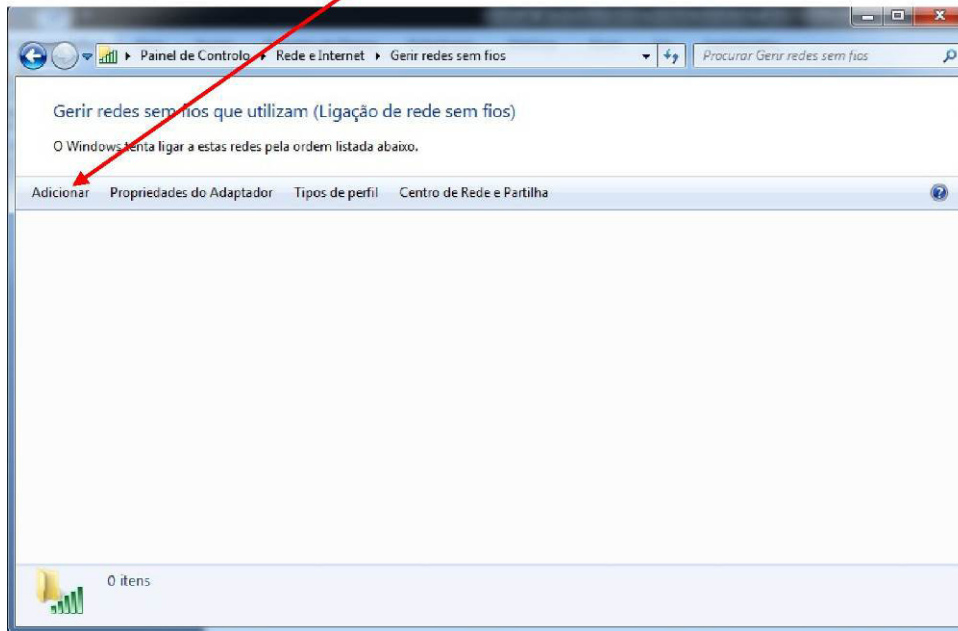 Painel de Controlo Rede e Internet Gerir redes sem fios Procurar Gerir redes sem fios
Gerir redes sem fios que utilizam (Ligação de rede sem fios)
O Windows tenta ligar a estas redes pela ordem listada abaixo.
Adicionar Propriedades do Adaptador Tipos de perfil Centro de Rede e Partilha
0 itens